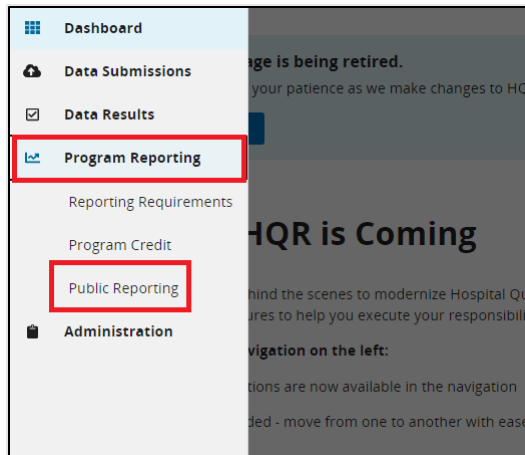 Dashboard
Data Submissions
Data Results
Program Reporting
Reporting Requirements
Program Credit
Public Reporting
Administration
age is being retired.
your patience as we make changes to HQ
HQR is Coming
hind the scenes to modernize Hospital Qu
ures to help you execute your responsibili
vigation on the left:
tions are now available in the navigation
ded - move from one to another with ease